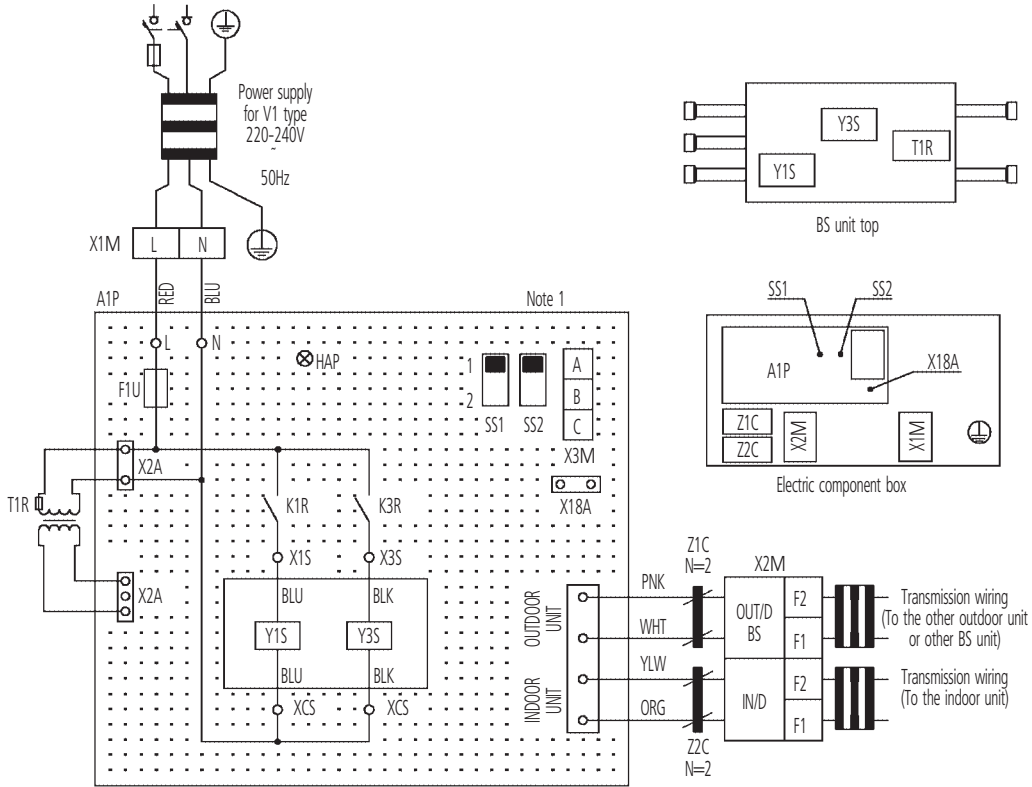 Power supply
for V1 type
220-240V
~
50Hz
X1M
L
N
RED
BLU
A1P
Note 1
L
N
HAP
F1U
1
2
SS1
SS2
A
B
C
X3M
X18A
X2A
T1R
X2A
K1R
K3R
X1S
X3S
BLU
BLK
Y1S
Y3S
BLU
BLK
XCS
XCS
OUTDOOR
UNIT
INDOOR
UNIT
PNK
WHT
YLW
ORG
Z1C
N=2
Z2C
N=2
X2M
OUT/D
BS
IN/D
F2
F1
F2
F1
Transmission wiring
(To the other outdoor unit
or other BS unit)
Transmission wiring
(To the indoor unit)
Y3S
T1R
Y1S
BS unit top
SS1
SS2
X18A
A1P
Z1C
Z2C
X2M
X1M
Electric component box